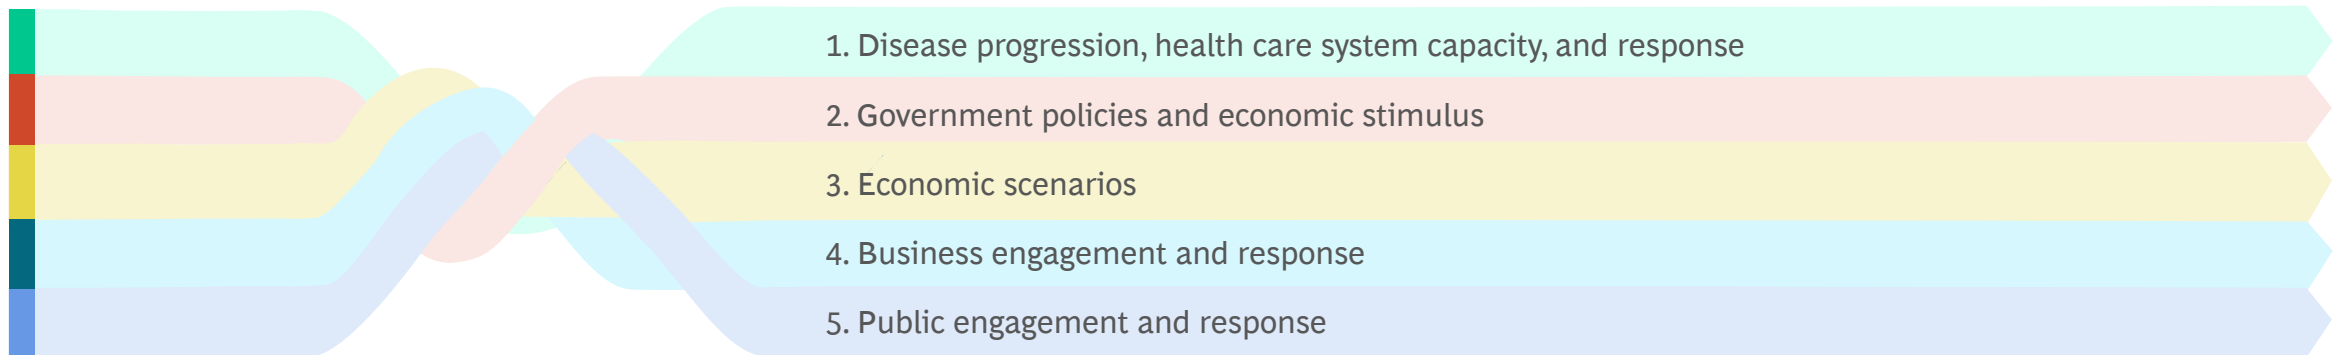 1. Disease progression, health care system capacity, and response
2. Government policies and economic stimulus
3. Economic scenarios
4. Business engagement and response
5. Public engagement and response